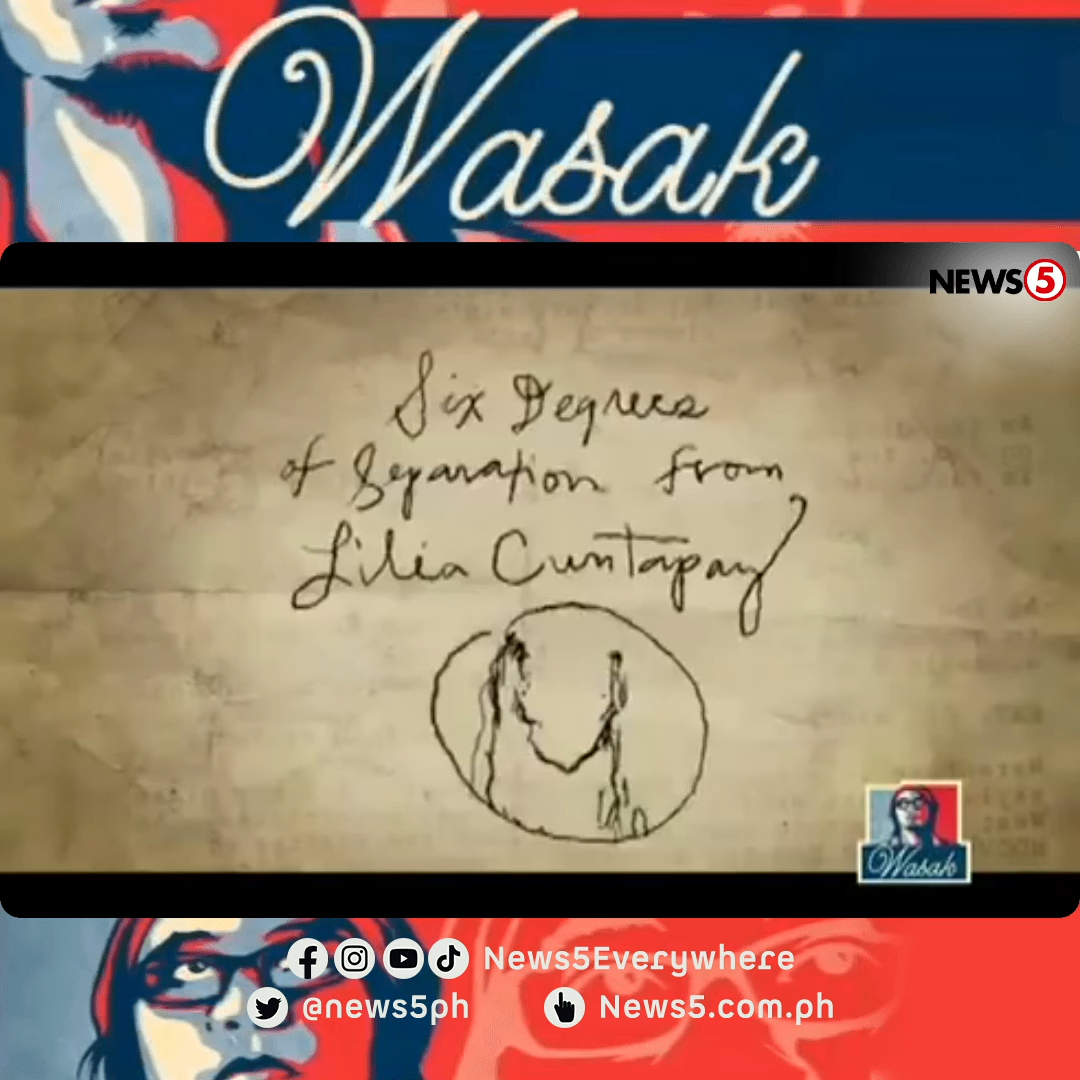 Wasak
NEWS5
Six Degrees
of Separation from
Lilia Cuntapay
Wasak
News5Everywhere
@news5ph
News5.com.ph